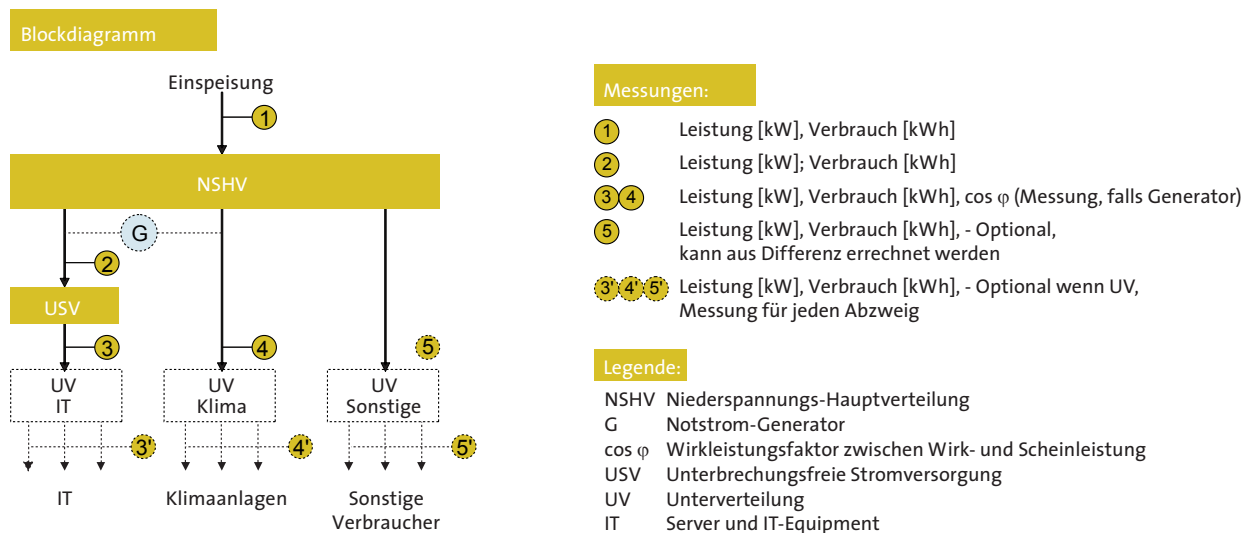 Blockdiagramm
Einspeisung
1
NSHV
G
2
USV
3
4
5
UV
IT
UV
Klima
UV
Sonstige
3'
4'
5'
IT
Klimaanlagen
Sonstige
Verbraucher
Messungen:
1 Leistung [kW], Verbrauch [kWh]
2 Leistung [kW]; Verbrauch [kWh]
3 4 Leistung [kW], Verbrauch [kWh], cos φ (Messung, falls Generator)
5 Leistung [kW], Verbrauch [kWh], - Optional,
kann aus Differenz errechnet werden
3' 4' 5' Leistung [kW], Verbrauch [kWh], - Optional wenn UV,
Messung für jeden Abzweig
Legende:
NSHV Niederspannungs-Hauptverteilung
G Notstrom-Generator
cos φ Wirkleistungsfaktor zwischen Wirk- und Scheinleistung
USV Unterbrechungsfreie Stromversorgung
UV Unterverteilung
IT Server und IT-Equipment